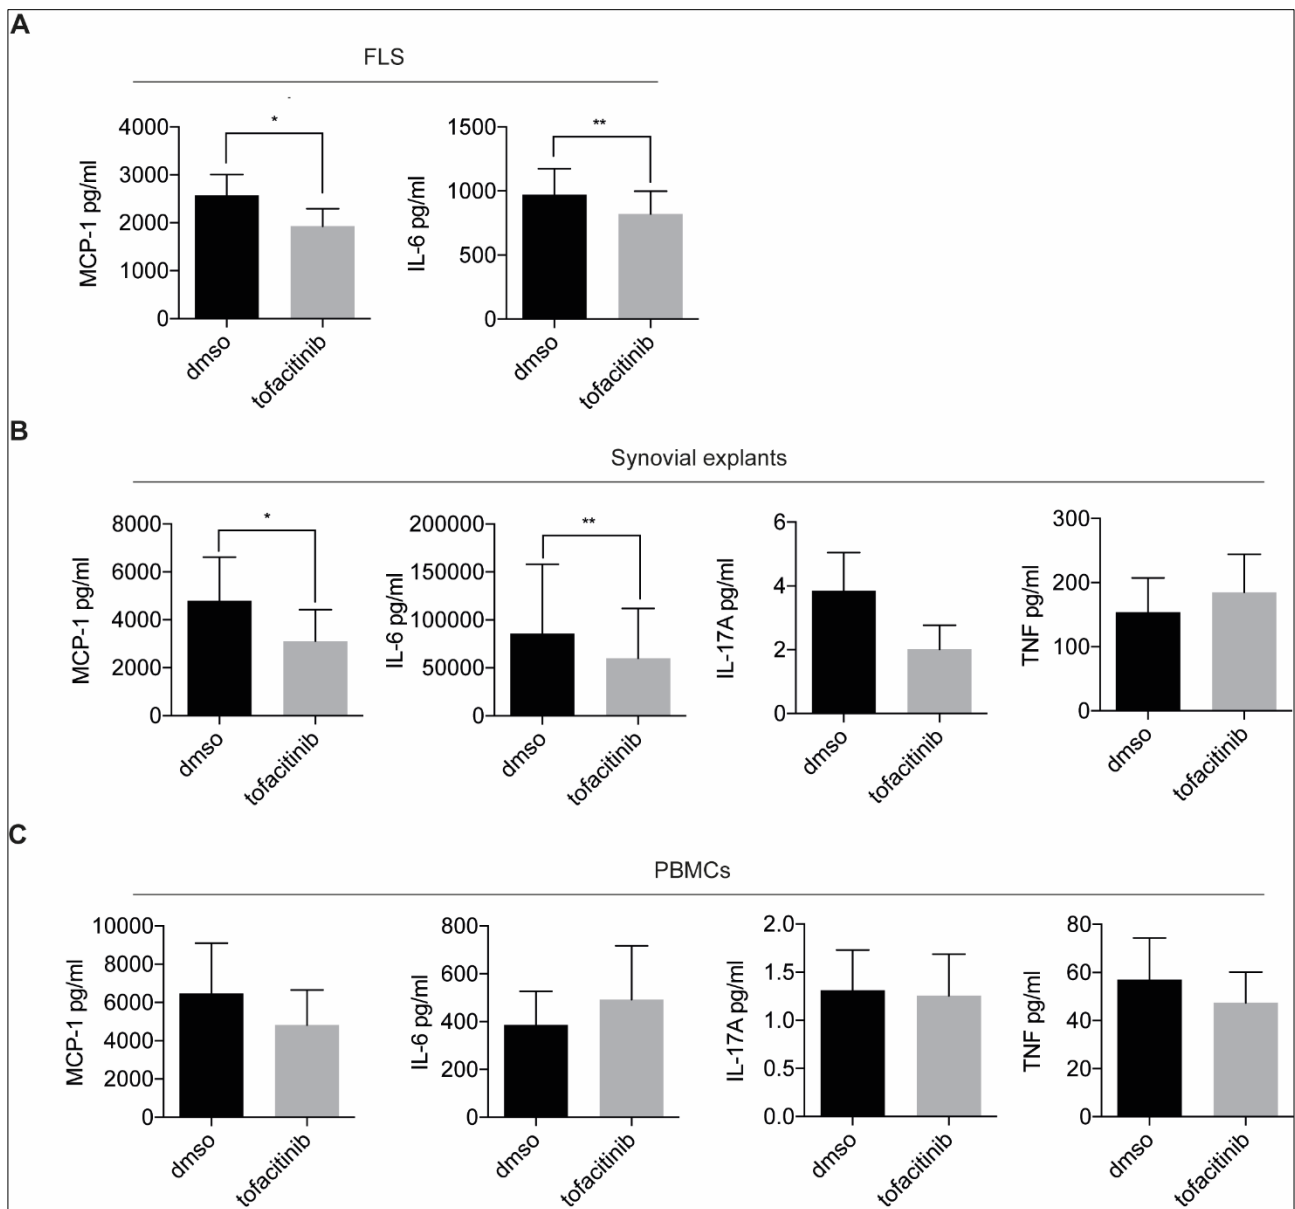 A
FLS
4000
3000
2000
1000
0
MCP-1 pg/ml
*
dmso
tofacitinib
1500
1000
500
0
IL-6 pg/ml
**
dmso
tofacitinib
B
Synovial explants
8000
6000
4000
2000
0
MCP-1 pg/ml
*
dmso
tofacitinib
200000
150000
100000
50000
0
IL-6 pg/ml
**
dmso
tofacitinib
6
4
2
0
IL-17A pg/ml
dmso
tofacitinib
300
200
100
0
TNF pg/ml
dmso
tofacitinib
C
PBMCs
10000
8000
6000
4000
2000
0
MCP-1 pg/ml
dmso
tofacitinib
800
600
400
200
0
IL-6 pg/ml
dmso
tofacitinib
2.0
1.5
1.0
0.5
0.0
IL-17A pg/ml
dmso
tofacitinib
80
60
40
20
0
TNF pg/ml
dmso
tofacitinib